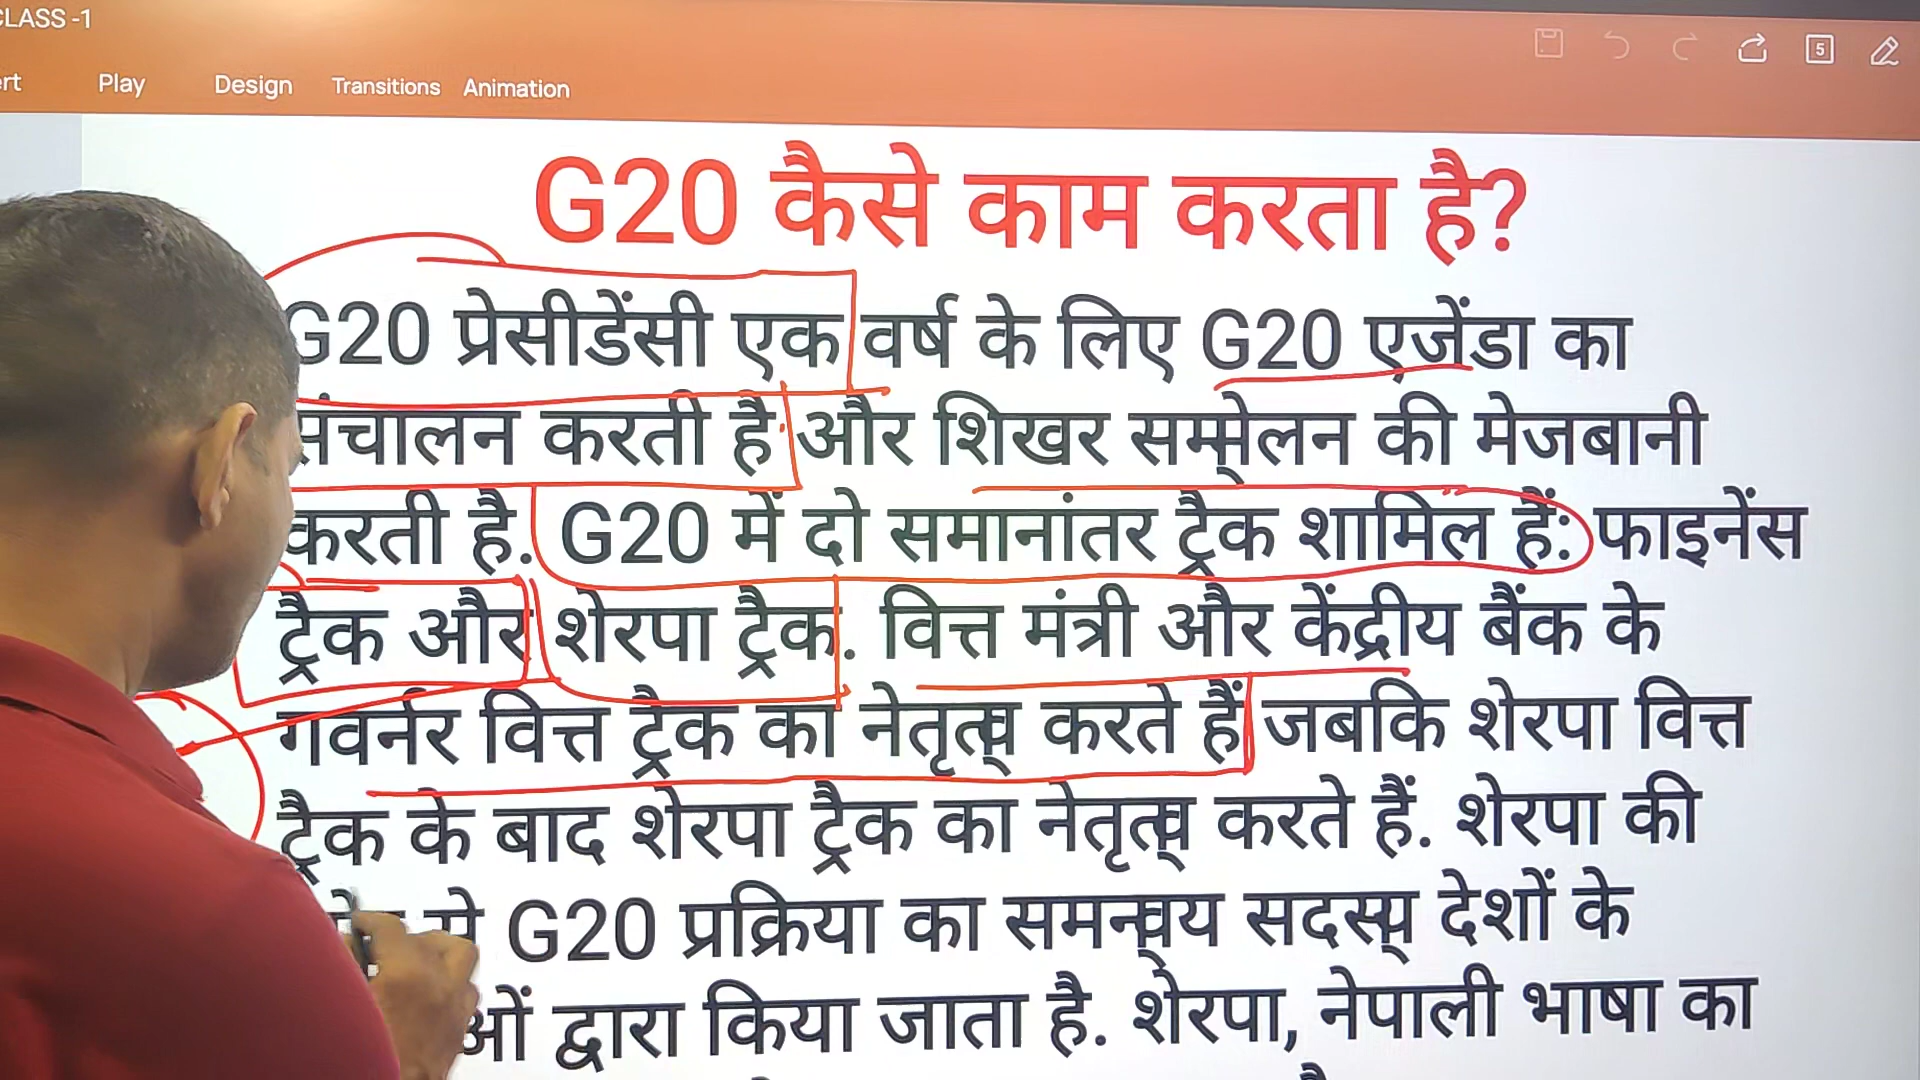 CLASS -1
Play Design Transitions Animation
5
G20 कैसे काम करता है?
G20 प्रेसीडेंसी एक वर्ष के लिए G20 एजेंडा का
संचालन करती है और शिखर सम्मेलन की मेजबानी
करती है. G20 में दो समानांतर ट्रैक शामिल हैं: फाइनेंस
ट्रैक और शेरपा ट्रैक. वित्त मंत्री और केंद्रीय बैंक के
गवर्नर वित्त ट्रैक का नेतृत्व करते हैं जबकि शेरपा वित्त
ट्रैक के बाद शेरपा ट्रैक का नेतृत्व करते हैं. शेरपा की
से G20 प्रक्रिया का समन्वय सदस्य देशों के
द्वारा किया जाता है. शेरपा, नेपाली भाषा का